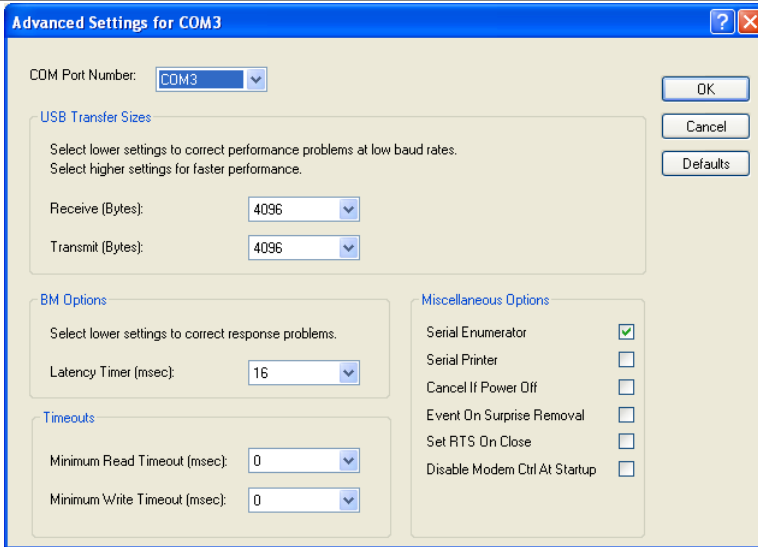 Advanced Settings for COM3
COM Port Number: COM3
OK
USB Transfer Sizes
Cancel
Select lower settings to correct performance problems at low baud rates.
Select higher settings for faster performance.
Defaults
Receive (Bytes): 4096
Transmit (Bytes): 4096
BM Options
Select lower settings to correct response problems.
Latency Timer (msec): 16
Timeouts
Minimum Read Timeout (msec): 0
Minimum Write Timeout (msec): 0
Miscellaneous Options
Serial Enumerator
Serial Printer
Cancel If Power Off
Event On Surprise Removal
Set RTS On Close
Disable Modem Ctrl At Startup